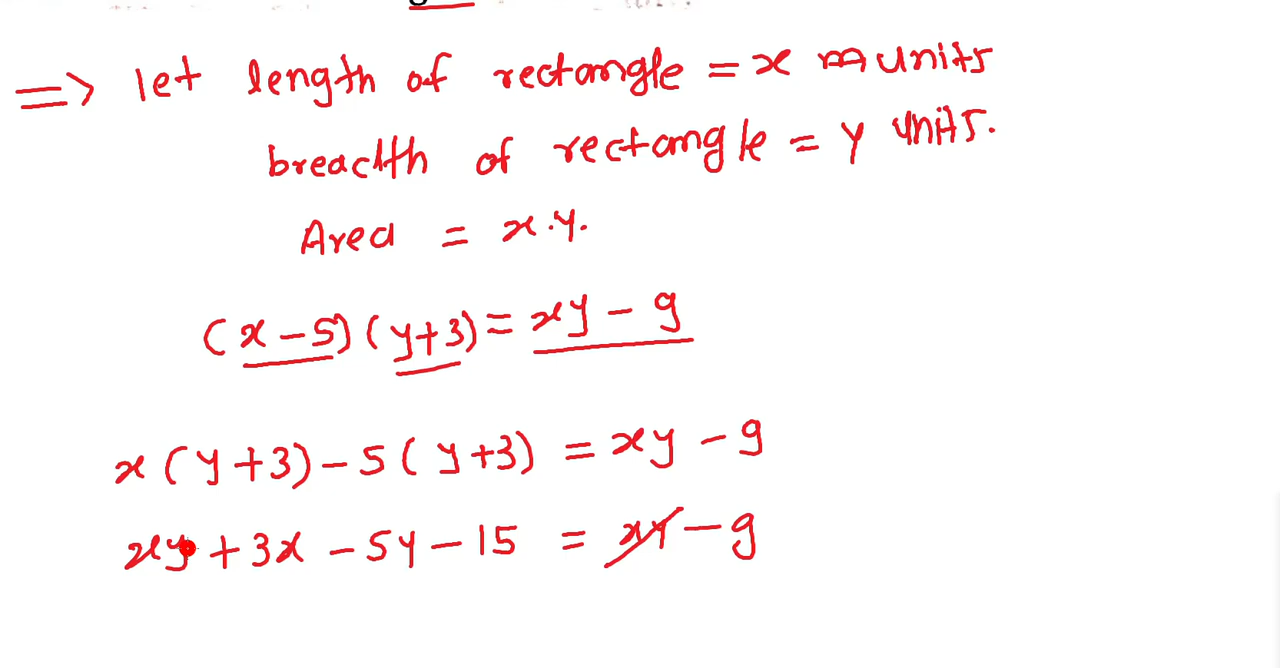 => let length of rectangle = x units
breadth of rectangle = y units.
Area = x.y.
(x-5)(y+3) = xy - 9
x(y+3) - 5(y+3) = xy - 9
xy + 3x - 5y - 15 = xy - 9